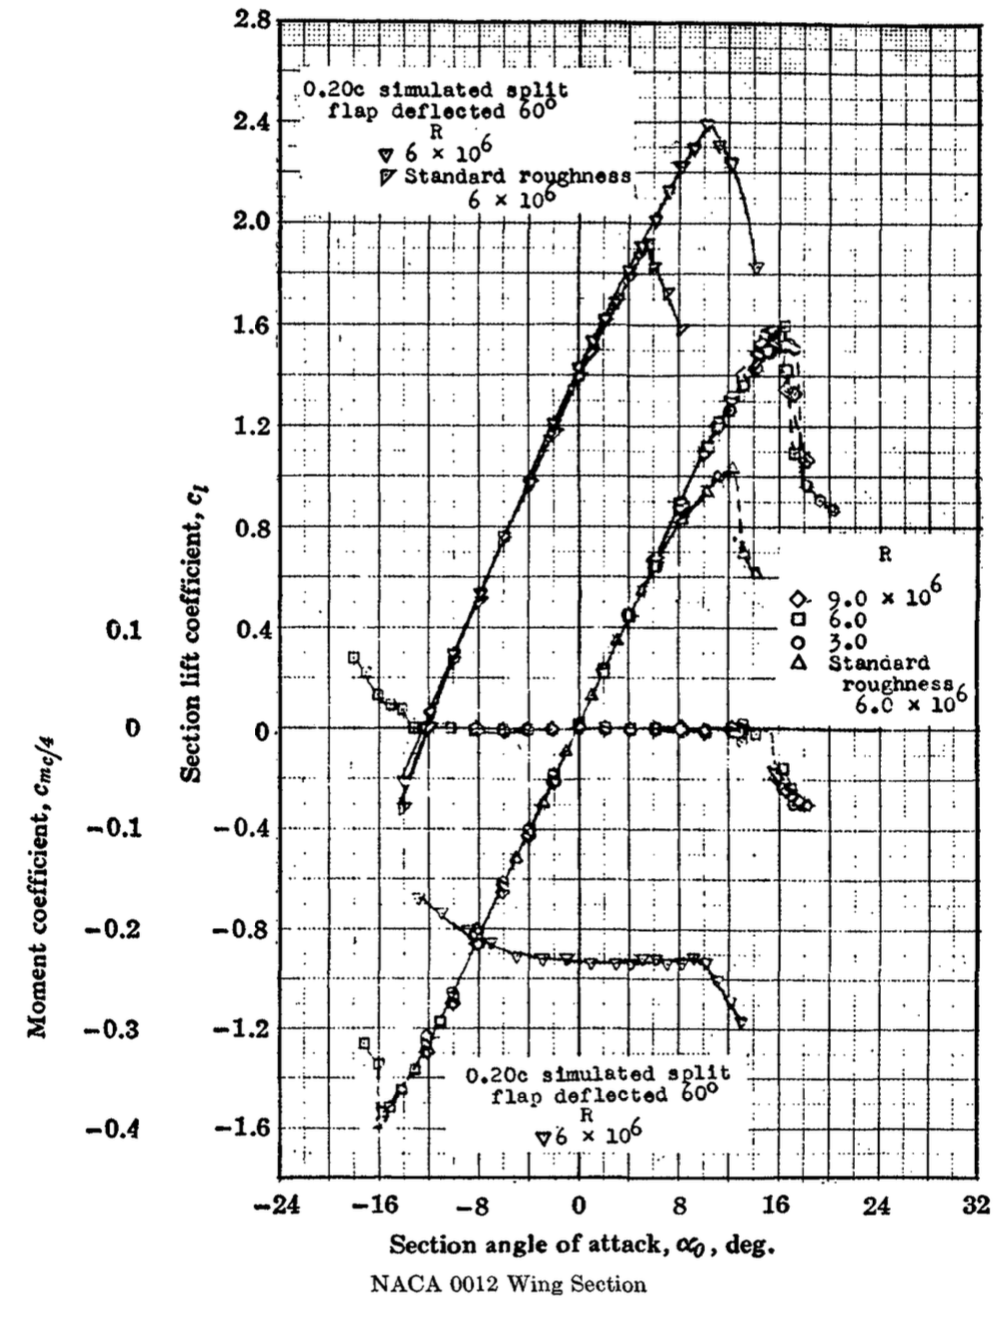 2.8
0.20c simulated split
flap deflected 60°
R
▽ 6 × 10⁶
Standard roughness
6 × 10⁶
2.4
2.0
1.6
1.2
0.8
0.4
0
-0.4
-0.8
-1.2
-1.6
Section lift coefficient, c_l
0.1
0
-0.1
-0.2
-0.3
-0.4
Moment coefficient, c_mc/4
R
◇ 9.0 × 10⁶
□ 6.0
○ 3.0
△ Standard
roughness
6.0 × 10⁶
0.20c simulated split
flap deflected 60°
R
▽ 6 × 10⁶
-24 -16 -8 0 8 16 24 32
Section angle of attack, α₀, deg.
NACA 0012 Wing Section